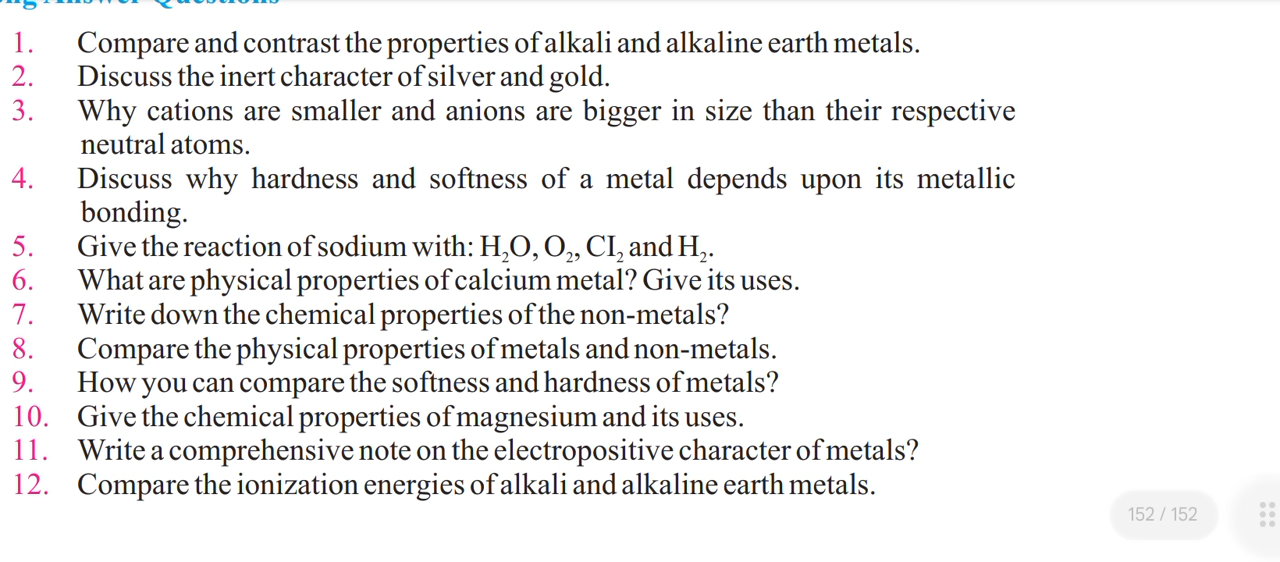 1. Compare and contrast the properties of alkali and alkaline earth metals.
2. Discuss the inert character of silver and gold.
3. Why cations are smaller and anions are bigger in size than their respective
neutral atoms.
4. Discuss why hardness and softness of a metal depends upon its metallic
bonding.
5. Give the reaction of sodium with: H₂O, O₂, CI₂ and H₂.
6. What are physical properties of calcium metal? Give its uses.
7. Write down the chemical properties of the non-metals?
8. Compare the physical properties of metals and non-metals.
9. How you can compare the softness and hardness of metals?
10. Give the chemical properties of magnesium and its uses.
11. Write a comprehensive note on the electropositive character of metals?
12. Compare the ionization energies of alkali and alkaline earth metals.
152 / 152